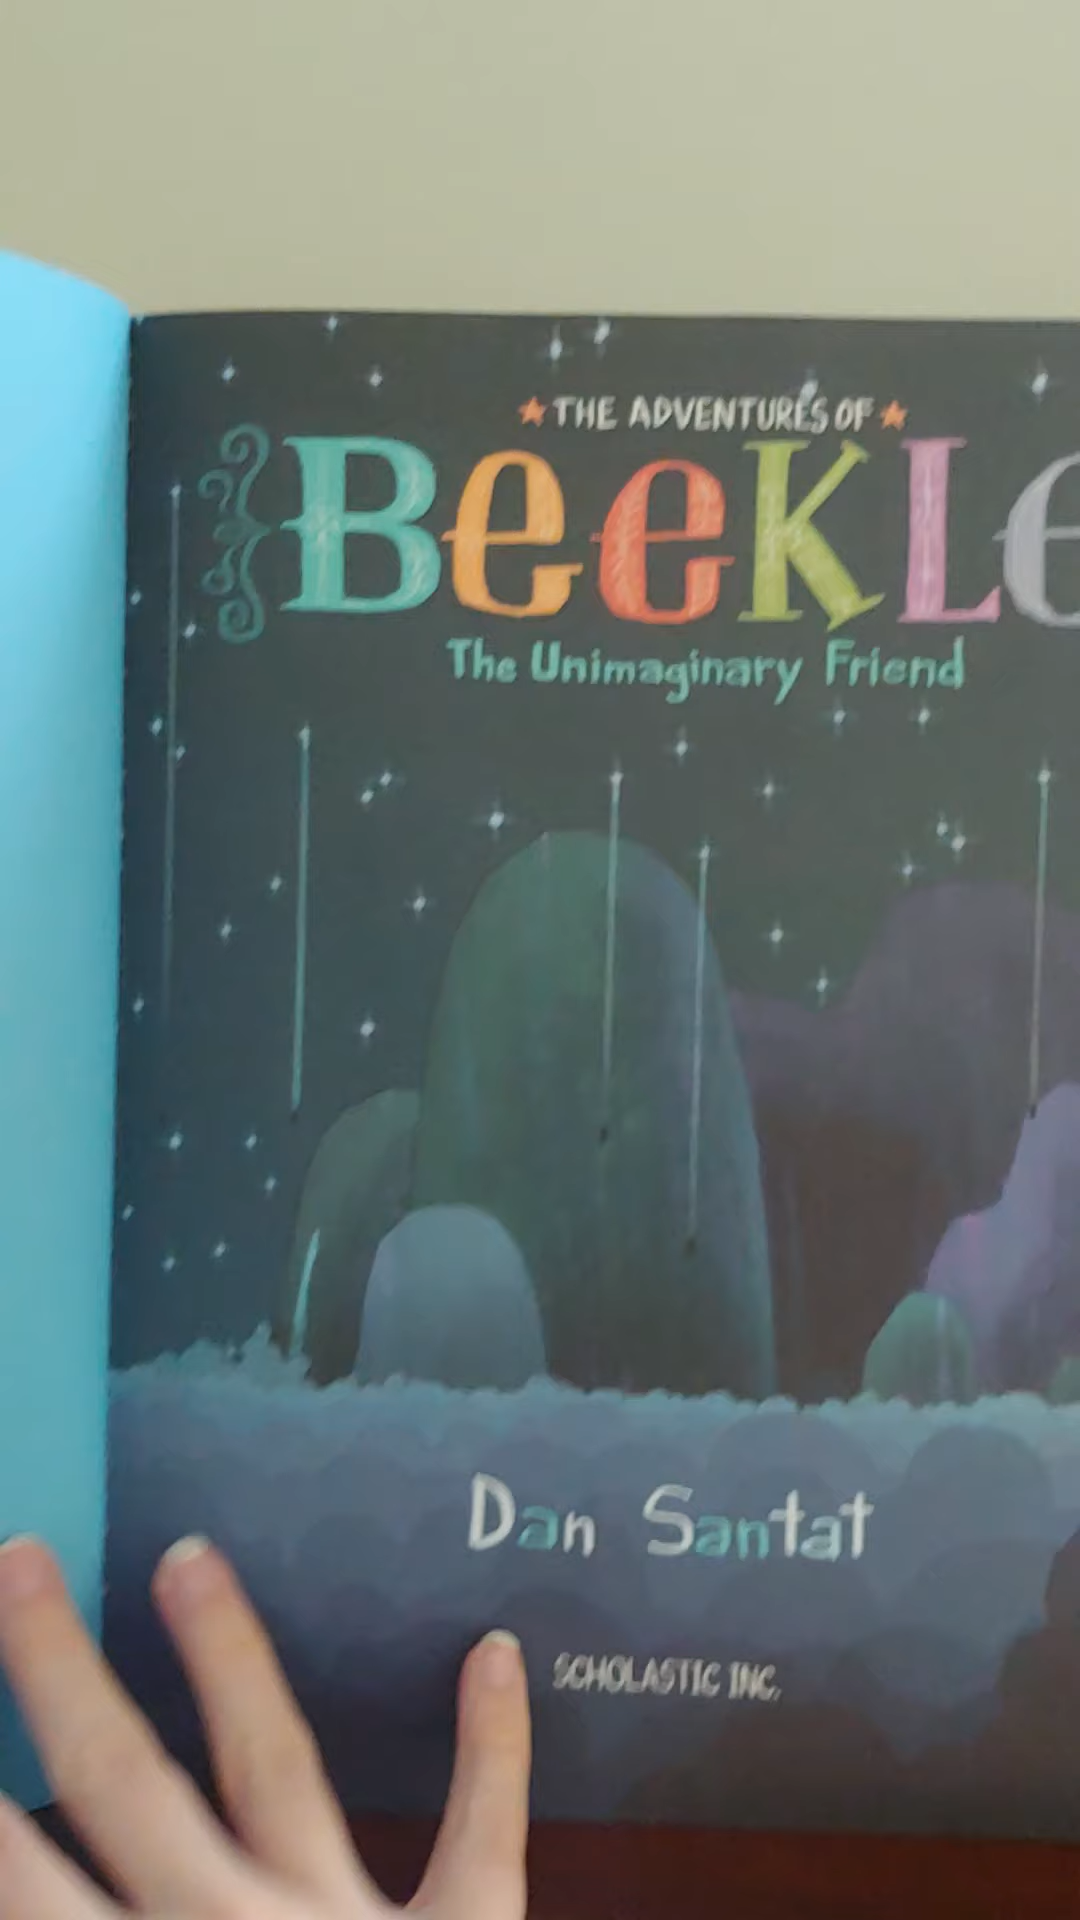 THE ADVENTURES OF
BeeKLe
The Unimaginary Friend
Dan Santat
SCHOLASTIC INC.